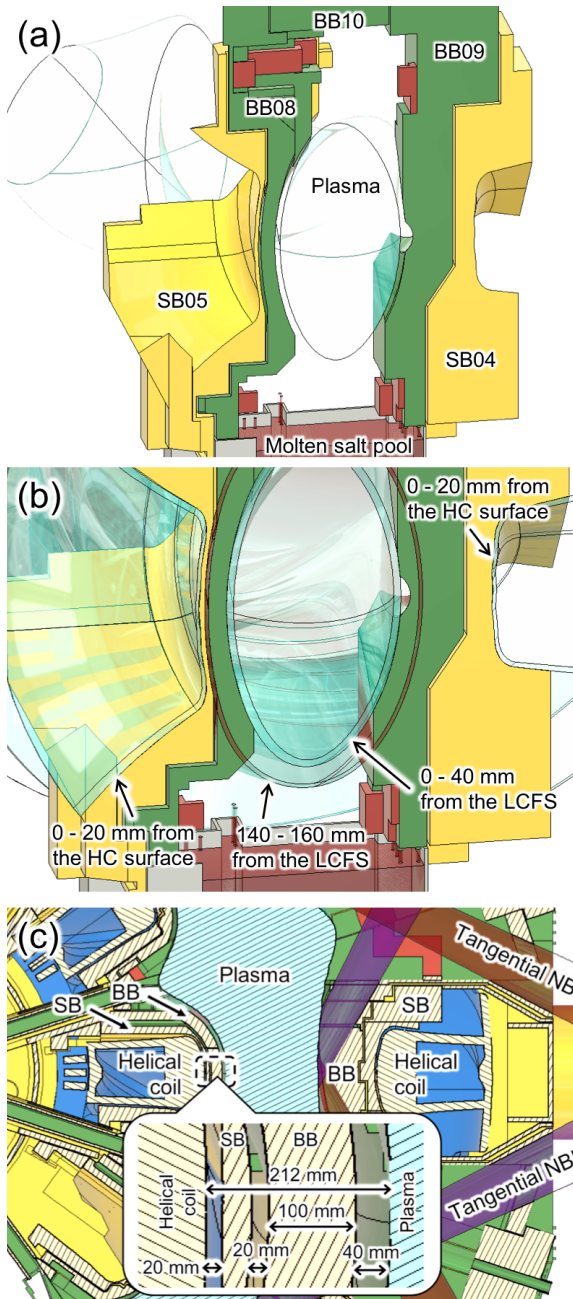 (a)
BB10
BB09
BB08
Plasma
SB05
SB04
Molten salt pool
(b)
0 - 20 mm from
the HC surface
0 - 40 mm
from the LCFS
0 - 20 mm from
the HC surface
140 - 160 mm
from the LCFS
(c)
Plasma
Tangential NB
BB
SB
SB
Helical
coil
Helical
coil
BB
Tangential NB
SB
BB
212 mm
Helical
coil
Plasma
100 mm
20 mm
20 mm
40 mm